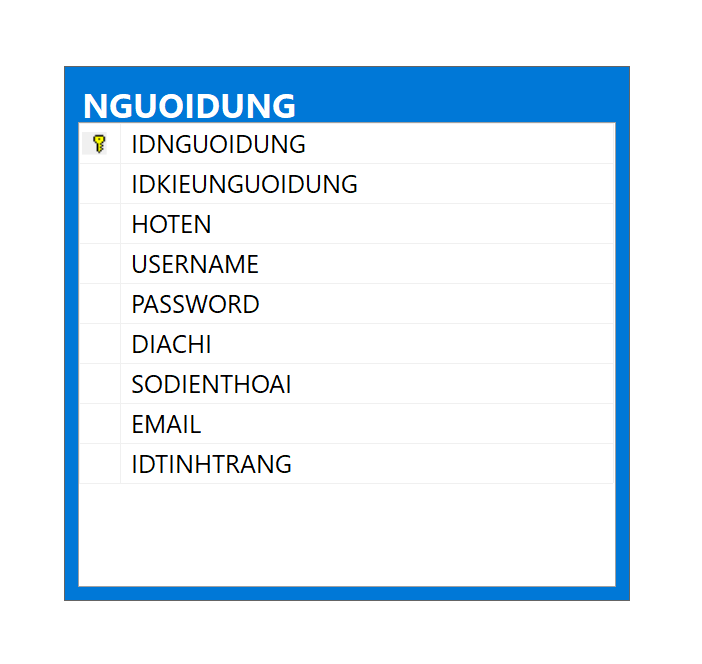 NGUOIDUNG
IDNGUOIDUNG
IDKIEUNGUOIDUNG
HOTEN
USERNAME
PASSWORD
DIACHI
SODIENTHOAI
EMAIL
IDTINHTRANG